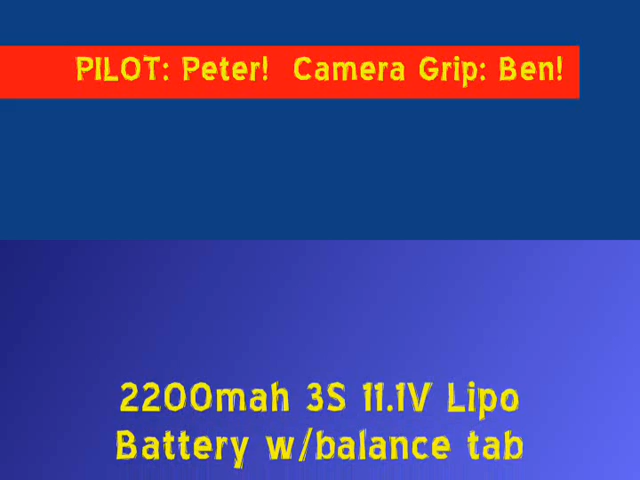 PILOT: Peter! Camera Grip: Ben!
2200mah 3S 11.1V Lipo
Battery w/balance tab